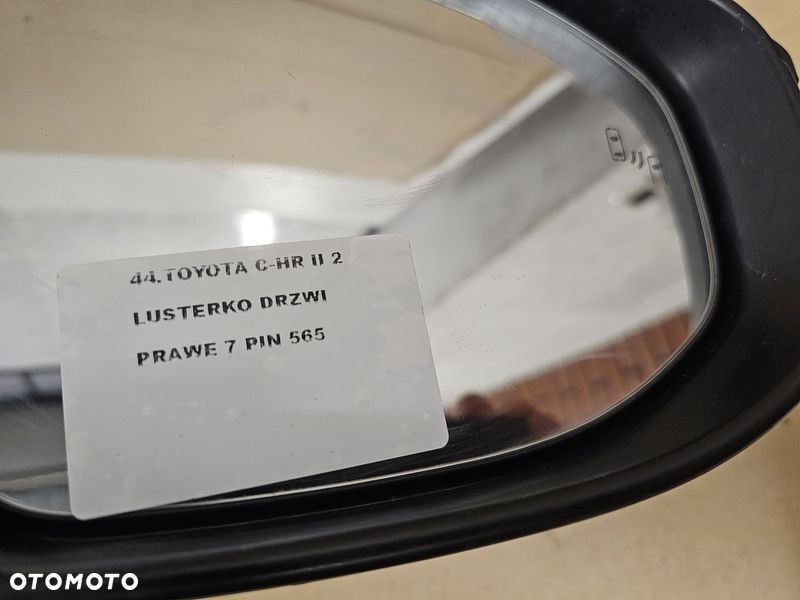 44.TOYOTA C-HR II 2
LUSTERKO DRZWI
PRAWE 7 PIN 565
OTOMOTO